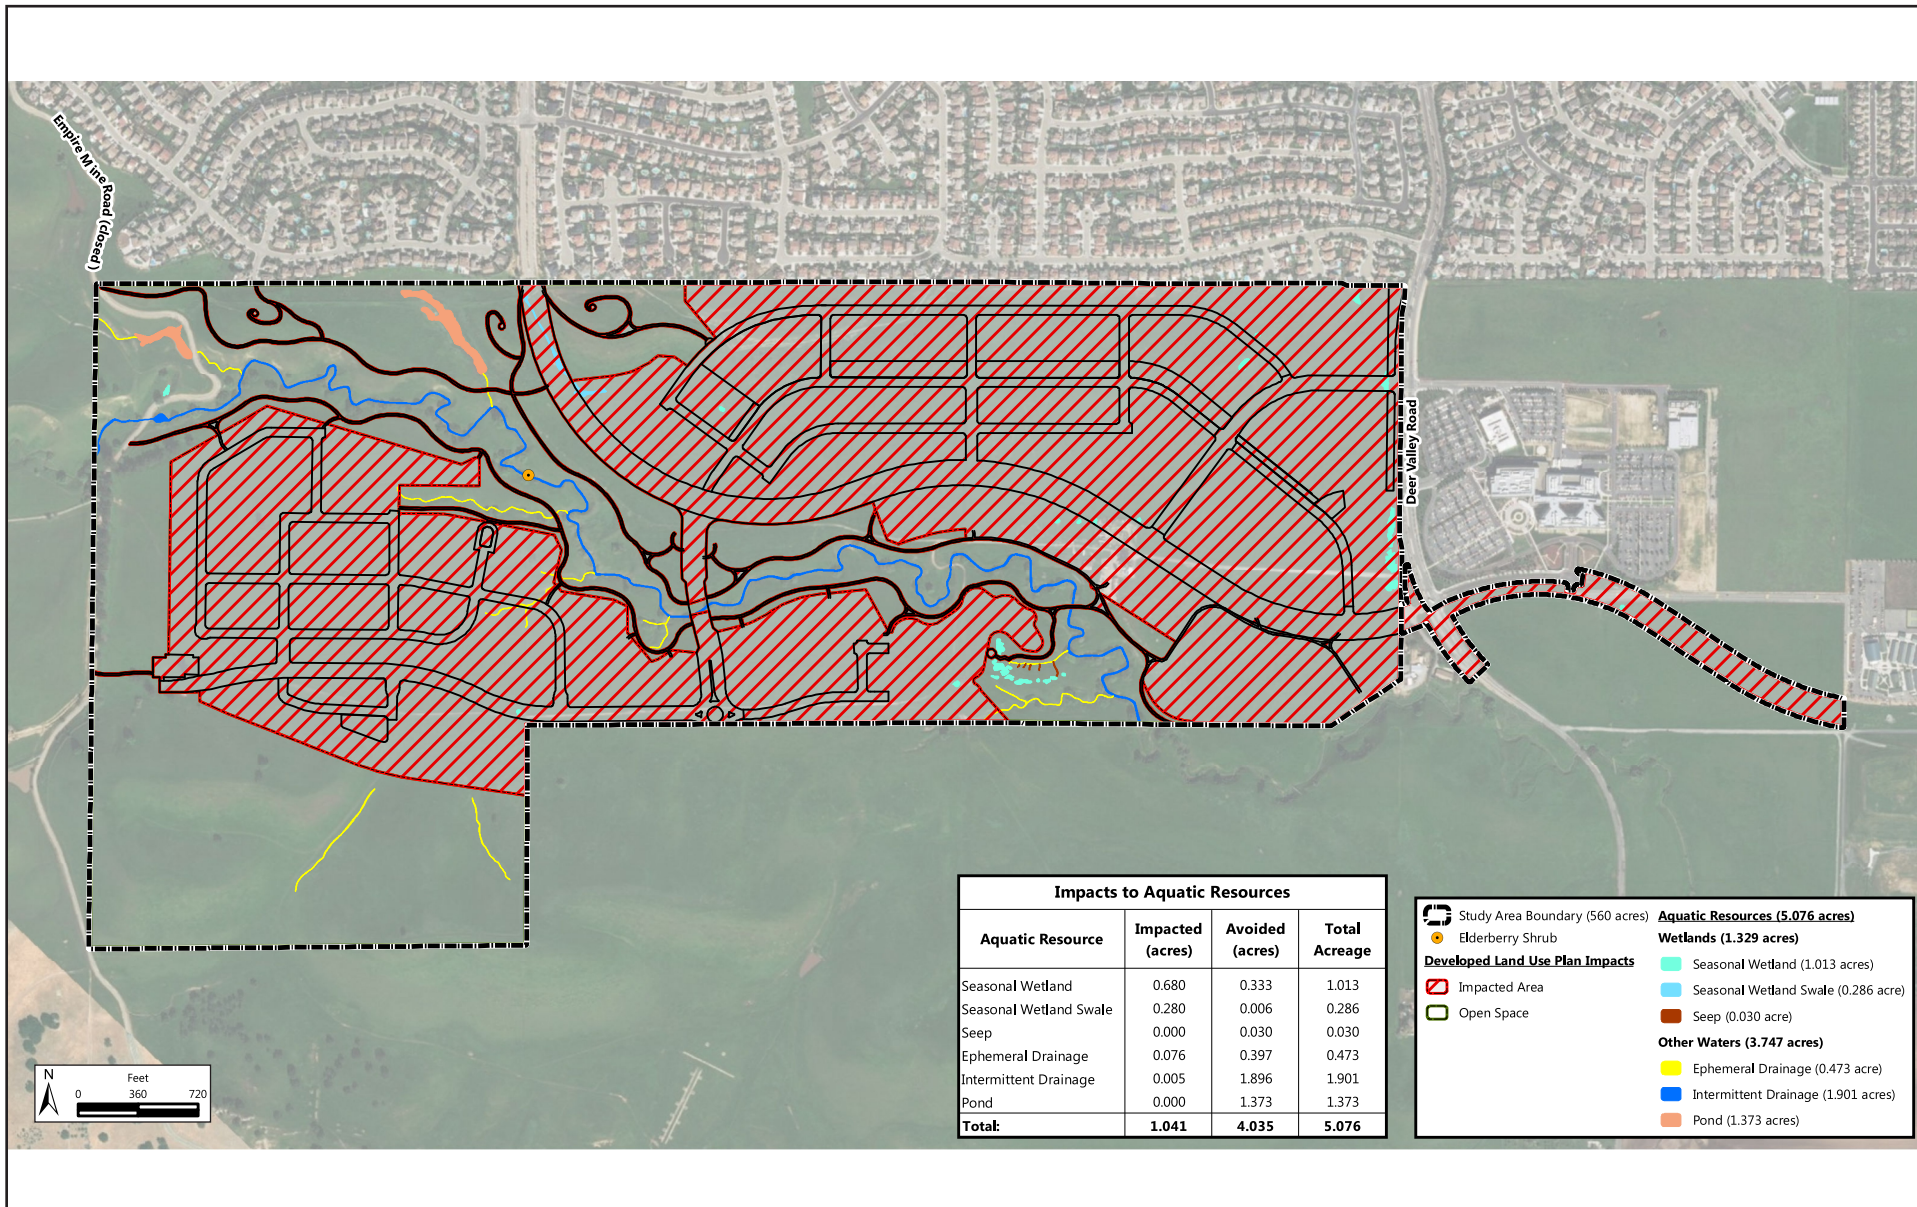 Empire Mine Road (closed)
Deer Valley Road
Impacts to Aquatic Resources
Aquatic Resource Impacted (acres) Avoided (acres) Total Acreage
Seasonal Wetland 0.680 0.333 1.013
Seasonal Wetland Swale 0.280 0.006 0.286
Seep 0.000 0.030 0.030
Ephemeral Drainage 0.076 0.397 0.473
Intermittent Drainage 0.005 1.896 1.901
Pond 0.000 1.373 1.373
Total: 1.041 4.035 5.076
Study Area Boundary (560 acres)
Elderberry Shrub
Developed Land Use Plan Impacts
Impacted Area
Open Space
Aquatic Resources (5.076 acres)
Wetlands (1.329 acres)
Seasonal Wetland (1.013 acres)
Seasonal Wetland Swale (0.286 acre)
Seep (0.030 acre)
Other Waters (3.747 acres)
Ephemeral Drainage (0.473 acre)
Intermittent Drainage (1.901 acres)
Pond (1.373 acres)
N
Feet
0 360 720